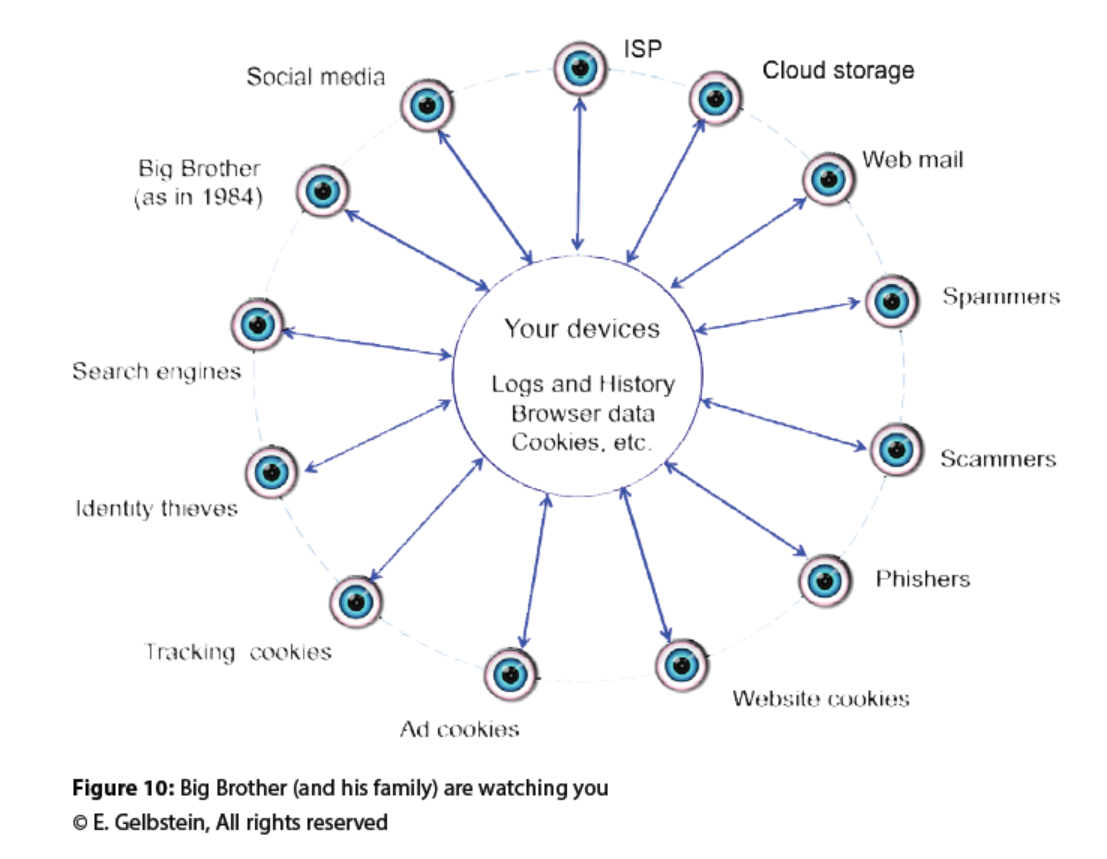 ISP
Cloud storage
Social media
Web mail
Big Brother
(as in 1984)
Spammers
Your devices
Search engines
Logs and History
Browser data
Cookies, etc.
Scammers
Identity thieves
Phishers
Tracking cookies
Website cookies
Ad cookies
Figure 10: Big Brother (and his family) are watching you
© E. Gelbstein, All rights reserved